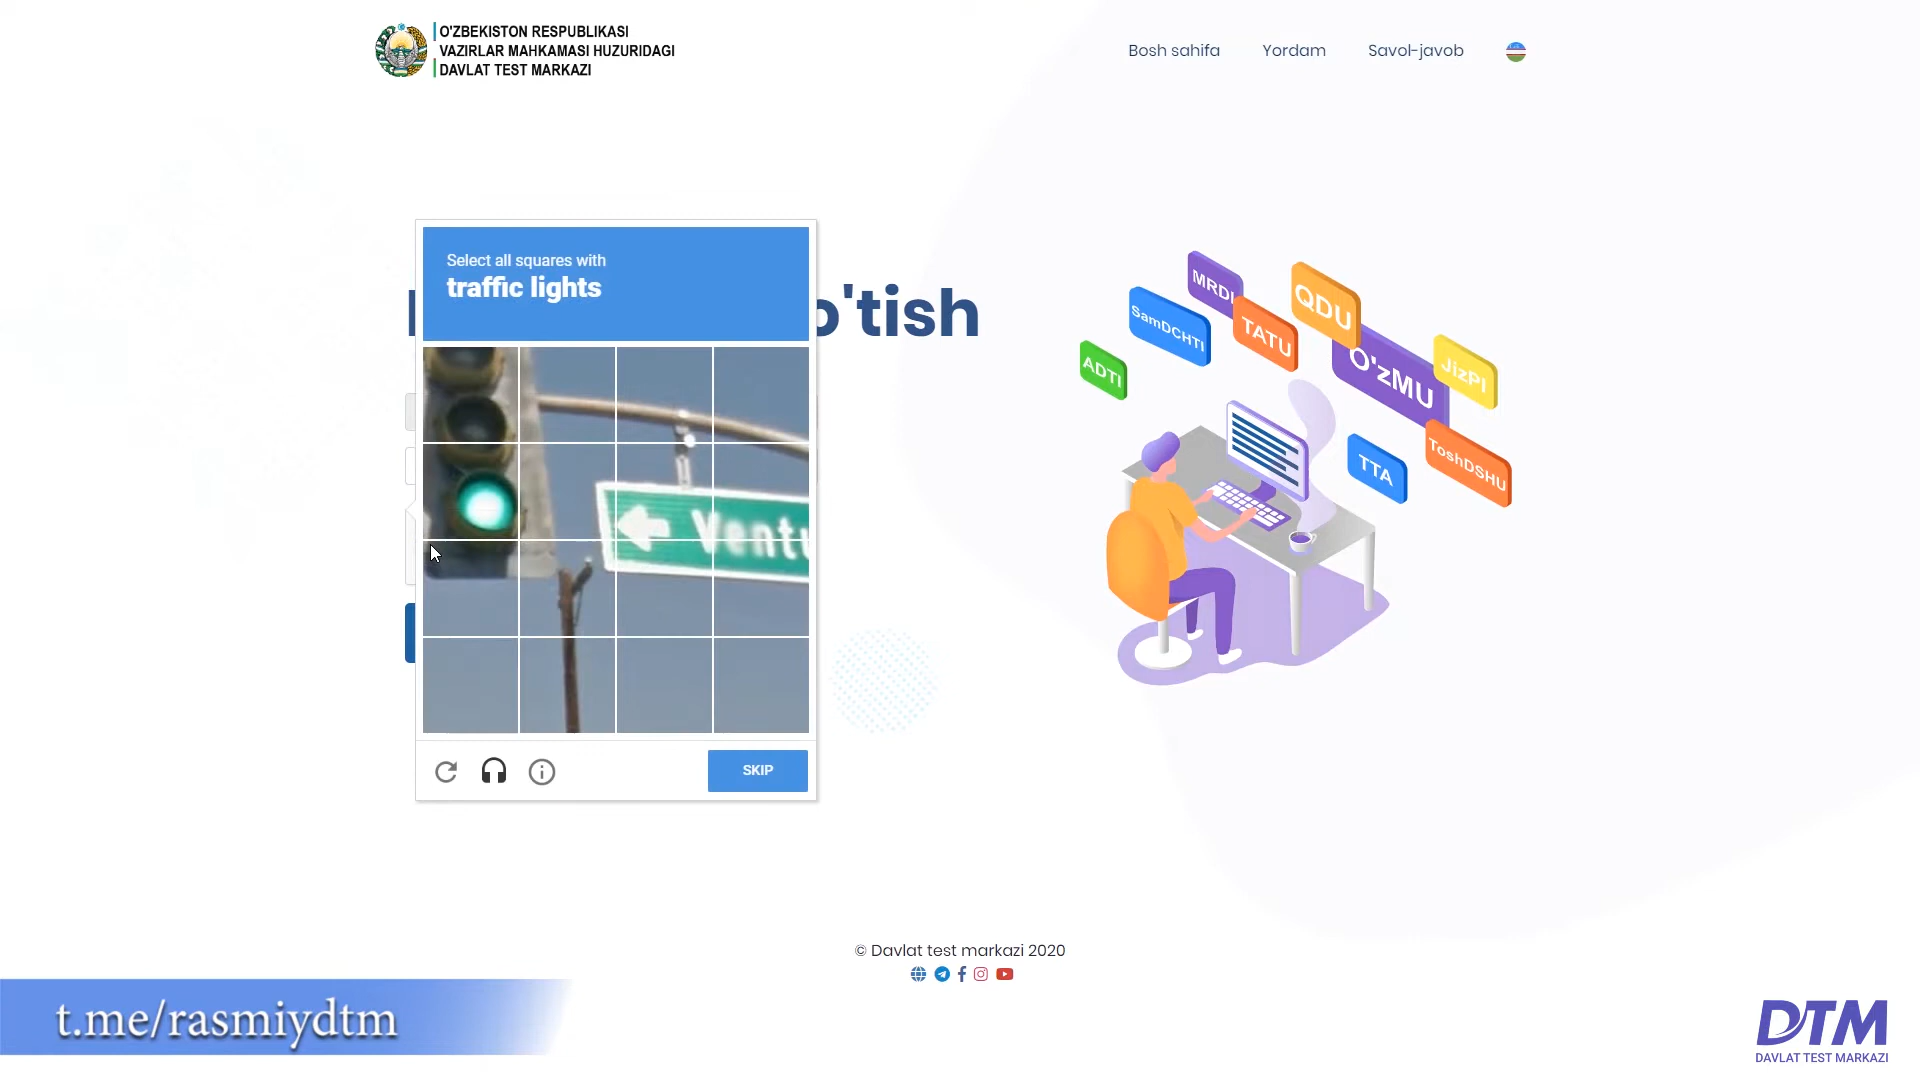 O'ZBEKISTON RESPUBLIKASI
VAZIRLAR MAHKAMASI HUZURIDAGI
DAVLAT TEST MARKAZI
Bosh sahifa
Yordam
Savol-javob
Select all squares with
traffic lights
o'tish
Ventu
SKIP
MRDI
QDU
SamDCHTI
TATU
O'zMU
JizPI
ADTI
TTA
ToshDSHU
© Davlat test markazi 2020
t.me/rasmiydtm
DTM
DAVLAT TEST MARKAZI